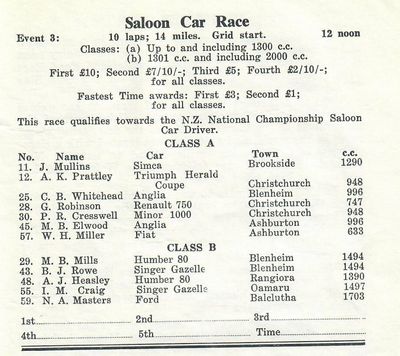 Saloon Car Race
Event 3: 10 laps; 14 miles. Grid start. 12 noon
Classes: (a) Up to and including 1300 c.c.
(b) 1301 c.c. and including 2000 c.c.
First £10; Second £7/10/-; Third £5; Fourth £2/10/-;
for all classes.
Fastest Time awards: First £3; Second £1;
for all classes.
This race qualifies towards the N.Z. National Championship Saloon
Car Driver.
CLASS A
No. Name Car Town c.c.
11. J. Mullins Simca Brookside 1290
12. A. K. Prattley Triumph Herald
Coupe Christchurch 948
25. C. B. Whitehead Anglia Blenheim 996
28. G. Robinson Renault 750 Christchurch 747
30. P. R. Cresswell Minor 1000 Christchurch 948
45. M. B. Elwood Anglia Ashburton 996
57. W. H. Miller Fiat Ashburton 633
CLASS B
29. M. B. Mills Humber 80 Blenheim 1494
43. B. J. Rowe Singer Gazelle Blenheim 1494
48. A. J. Heasley Humber 80 Rangiora 1390
55. I. M. Craig Singer Gazelle Oamaru 1497
59. N. A. Masters Ford Balclutha 1703
1st 2nd 3rd
4th 5th Time